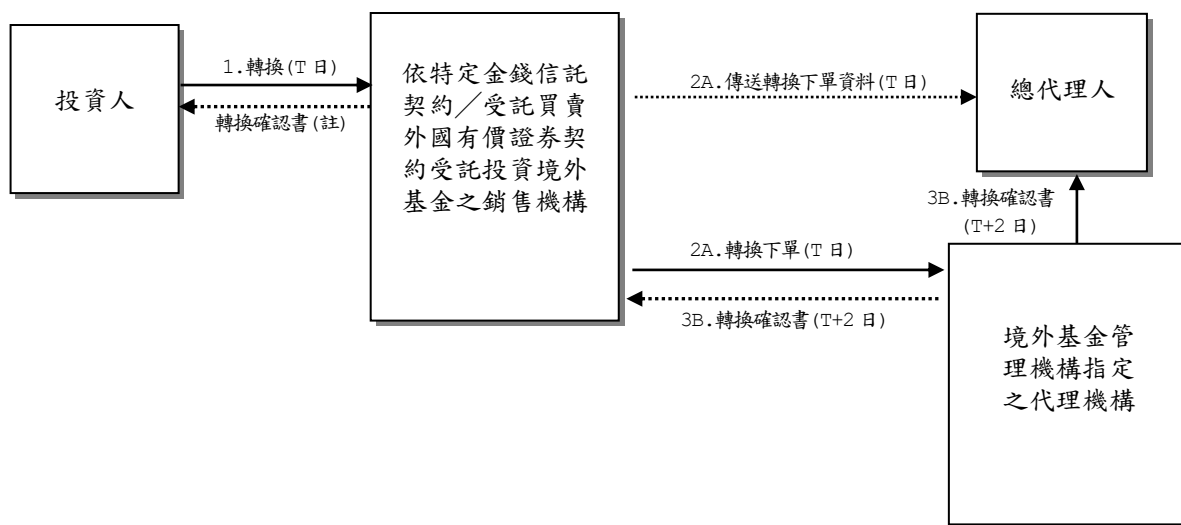 投資人
1.轉換(T 日)
轉換確認書(註)
依特定金錢信託
契約／受託買賣
外國有價證券契
約受託投資境外
基金之銷售機構
2A.傳送轉換下單資料(T 日)
總代理人
3B.轉換確認書
(T+2 日)
2A.轉換下單(T 日)
3B.轉換確認書(T+2 日)
境外基金管
理機構指定
之代理機構